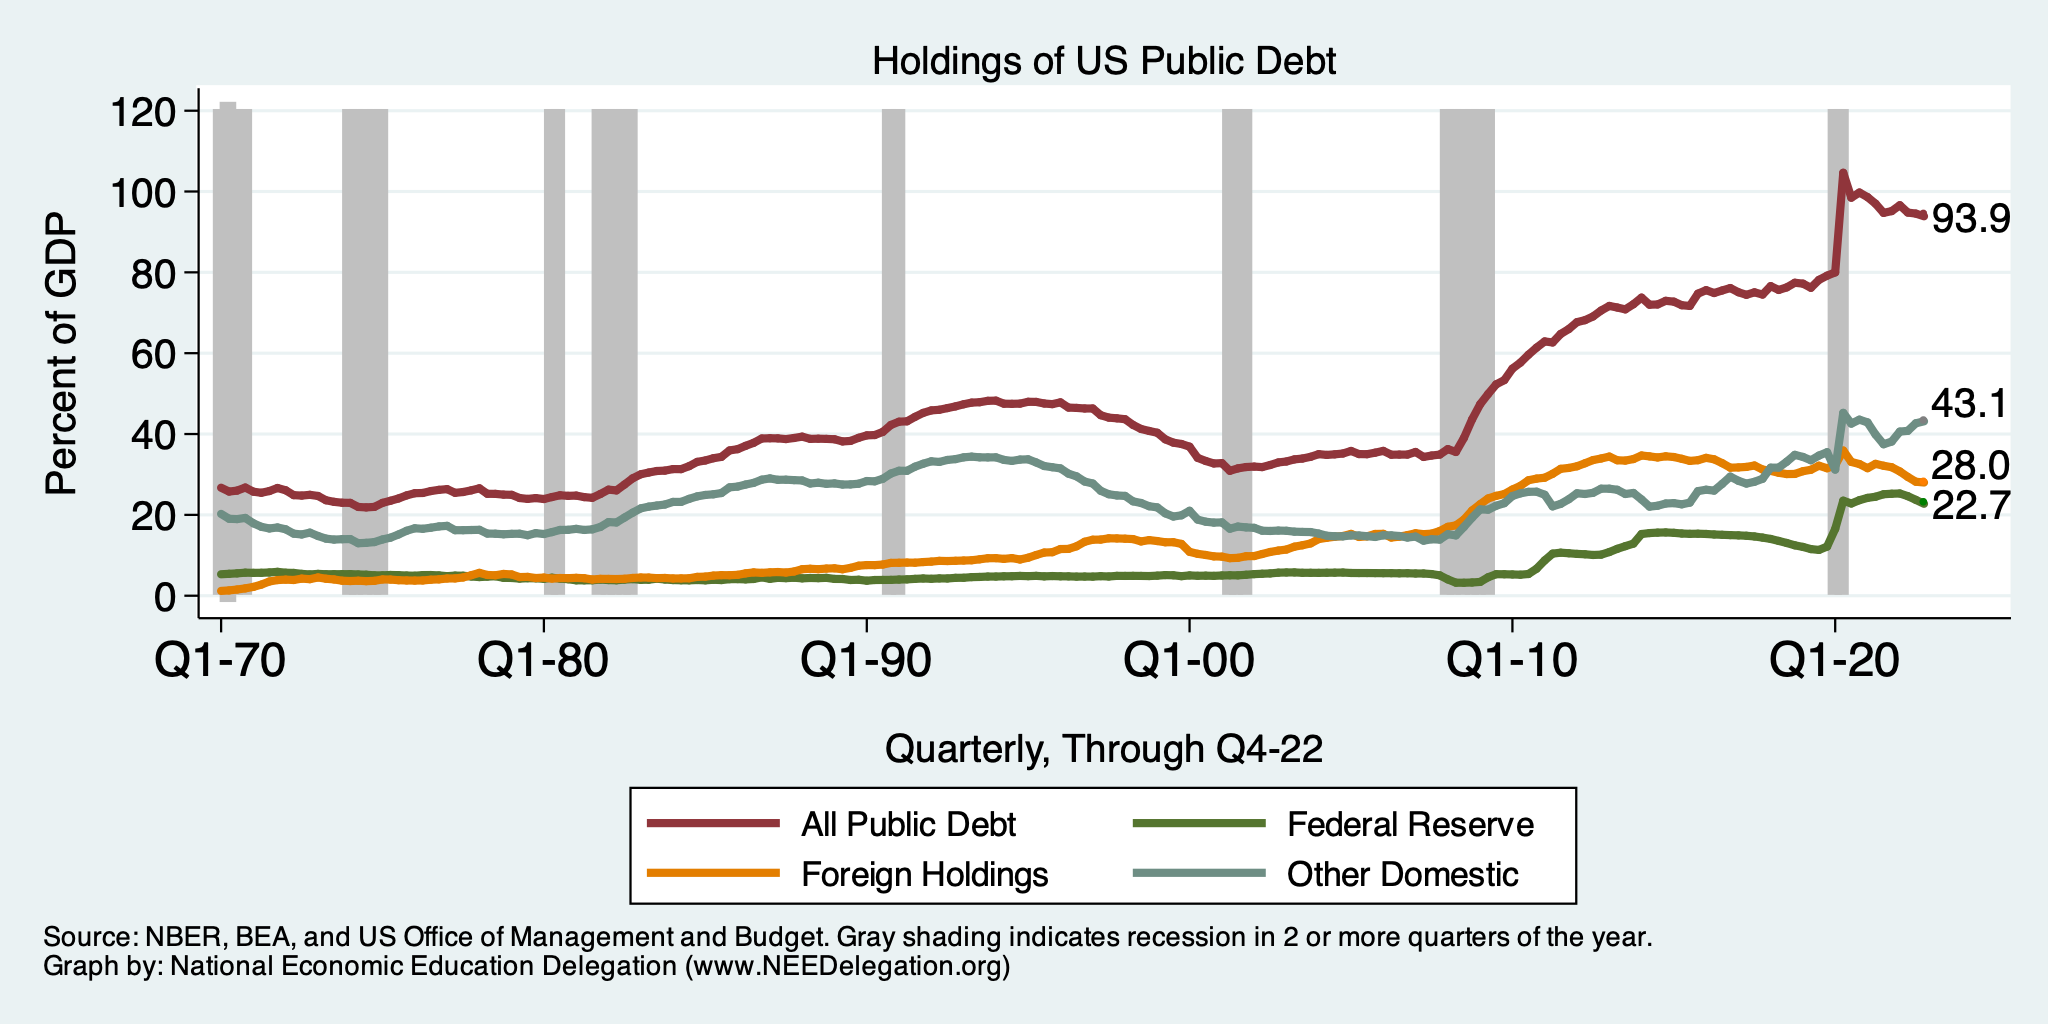 Holdings of US Public Debt
Percent of GDP
120
100
80
60
40
20
0
93.9
43.1
28.0
22.7
Q1-70 Q1-80 Q1-90 Q1-00 Q1-10 Q1-20
Quarterly, Through Q4-22
All Public Debt Federal Reserve
Foreign Holdings Other Domestic
Source: NBER, BEA, and US Office of Management and Budget. Gray shading indicates recession in 2 or more quarters of the year.
Graph by: National Economic Education Delegation (www.NEEDelegation.org)